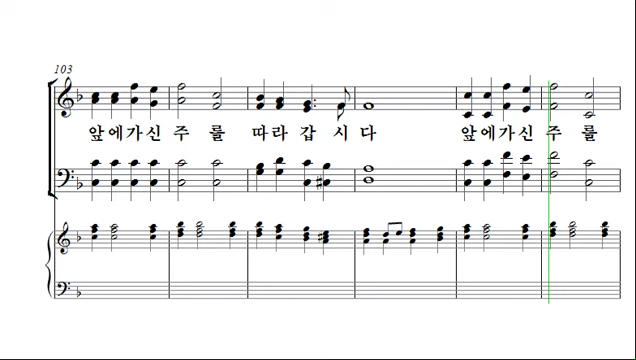 103
앞에가신 주 를 따라 갑 시 다 앞에가신 주 를